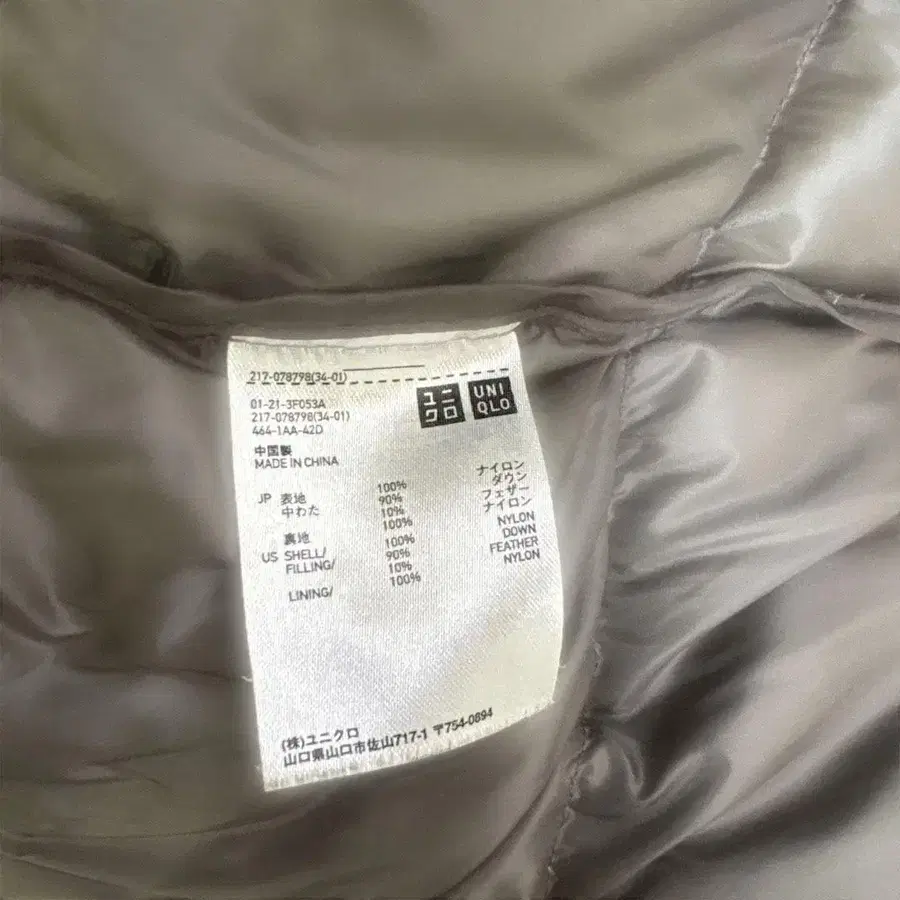 217-078798(34-01)
ユニ
クロ
UNI
QLO
01-21-3F053A
217-078798(34-01)
464-1AA-42D
中国製
MADE IN CHINA
JP 表地 100% ナイロン
中わた 90% ダウン
10% フェザー
裏地 100% ナイロン
US SHELL/ 100% NYLON
FILLING/ 90% DOWN
10% FEATHER
LINING/ 100% NYLON
(株)ユニクロ
山口県山口市佐山717-1 〒754-0894